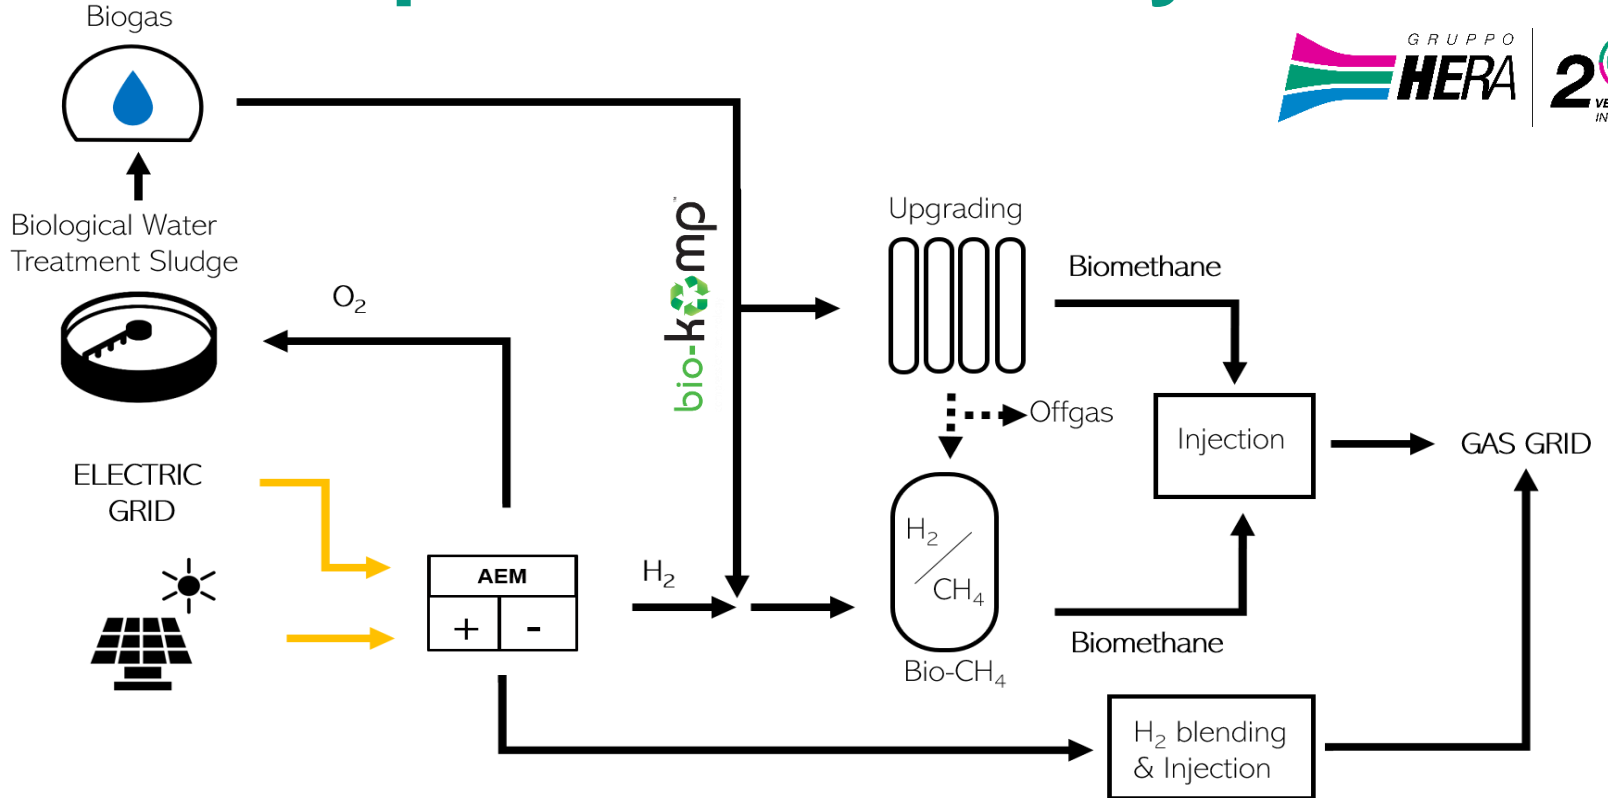 Biogas
GRUPPO
HERA
Biological Water
Treatment Sludge
O₂
bio-komp
Upgrading
Biomethane
Offgas
Injection
GAS GRID
ELECTRIC
GRID
AEM
+ -
H₂
H₂
CH₄
Bio-CH₄
Biomethane
H₂ blending
& Injection